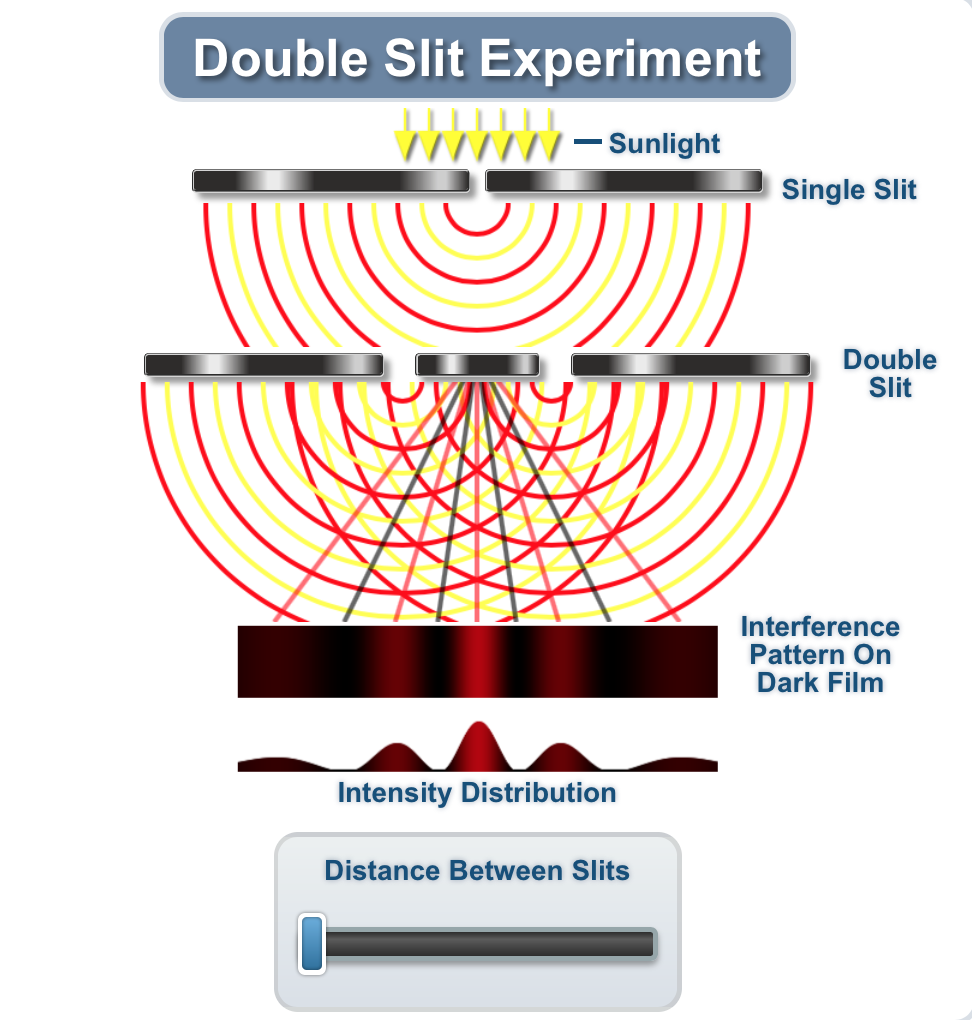 Double Slit Experiment
Sunlight
Single Slit
Double
Slit
Interference
Pattern On
Dark Film
Intensity Distribution
Distance Between Slits